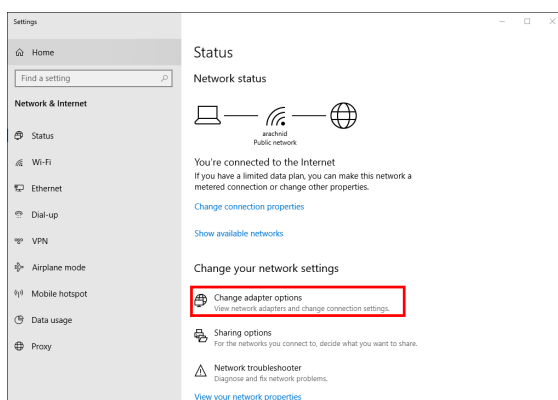 Settings
Home
Find a setting
Network & Internet
Status
Wi-Fi
Ethernet
Dial-up
VPN
Airplane mode
Mobile hotspot
Data usage
Proxy
Status
Network status
arachnid
Public network
You're connected to the Internet
If you have a limited data plan, you can make this network a
metered connection or change other properties.
Change connection properties
Show available networks
Change your network settings
Change adapter options
View network adapters and change connection settings.
Sharing options
For the networks you connect to, decide what you want to share.
Network troubleshooter
Diagnose and fix network problems.
View your network properties